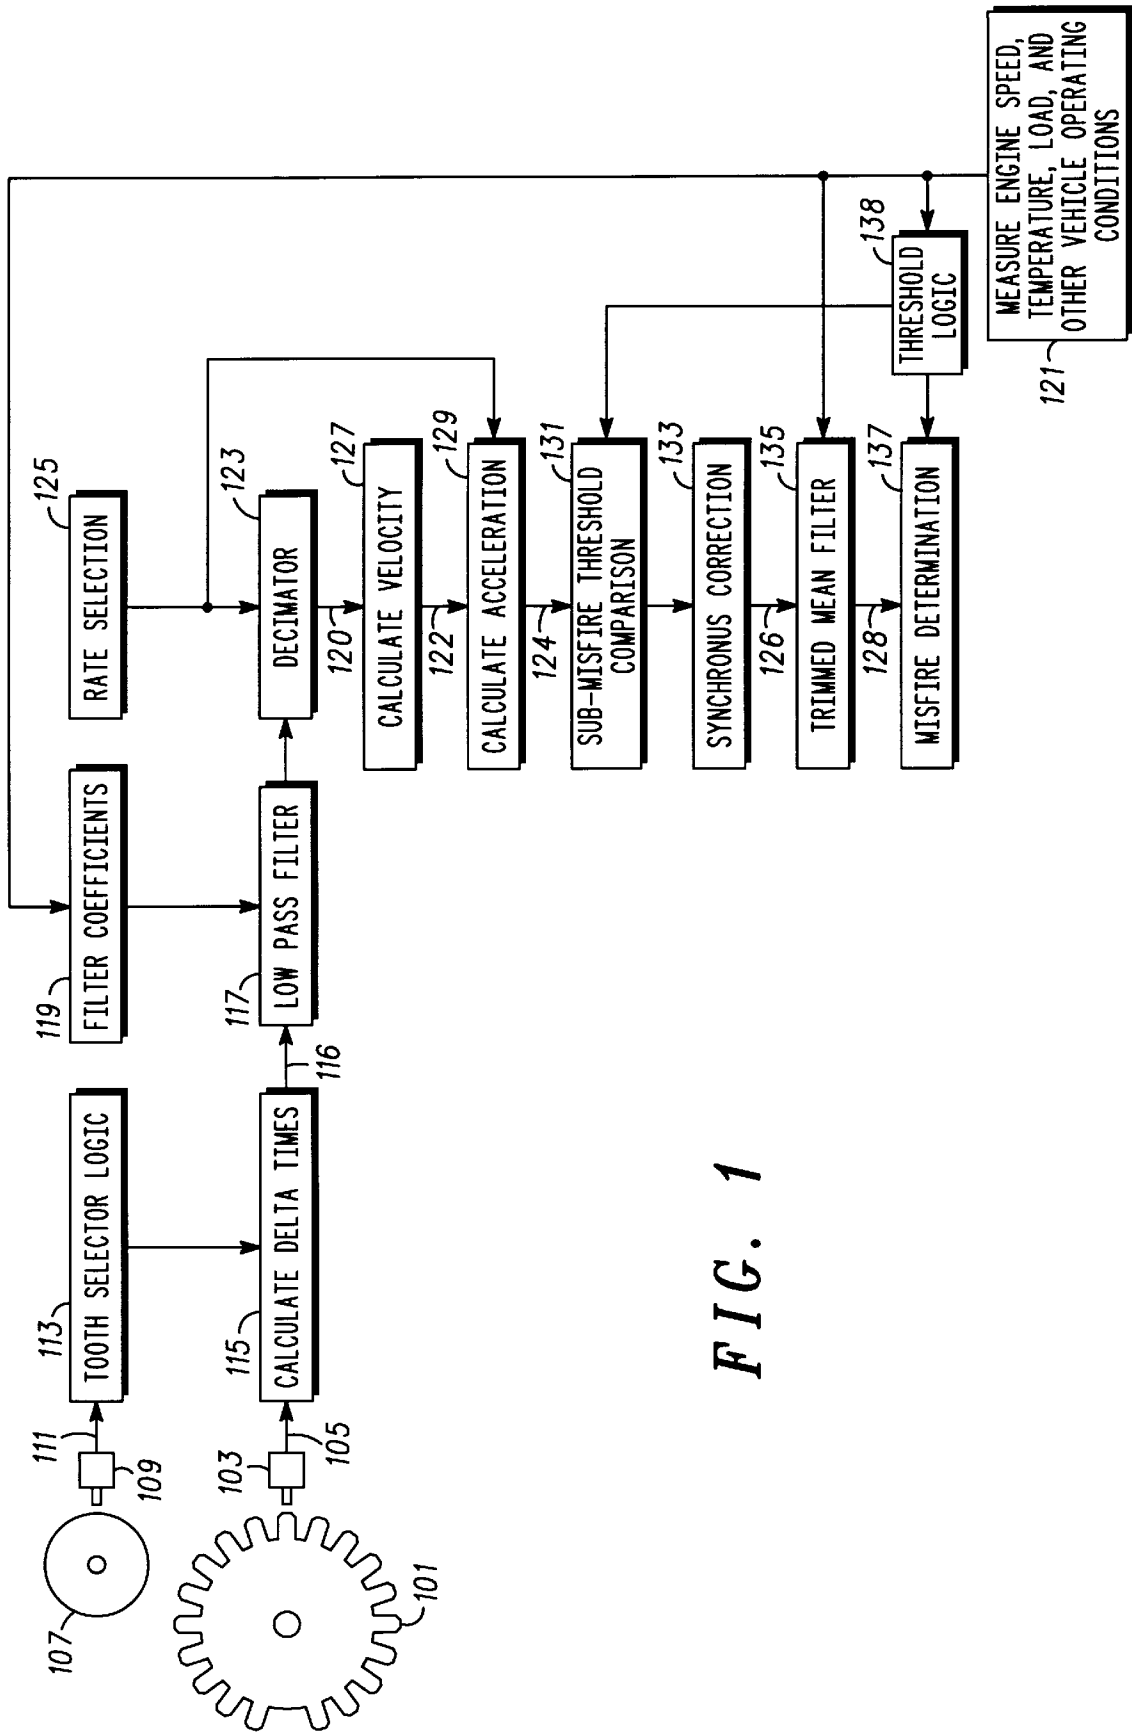 107
109
111
113
TOOTH SELECTOR LOGIC
119
FILTER COEFFICIENTS
125
RATE SELECTION
101
103
105
115
CALCULATE DELTA TIMES
116
117
LOW PASS FILTER
123
DECIMATOR
120
127
CALCULATE VELOCITY
122
129
CALCULATE ACCELERATION
124
131
SUB-MISFIRE THRESHOLD
COMPARISON
133
SYNCHRONUS CORRECTION
126
135
TRIMMED MEAN FILTER
128
137
MISFIRE DETERMINATION
138
THRESHOLD
LOGIC
121
MEASURE ENGINE SPEED,
TEMPERATURE, LOAD, AND
OTHER VEHICLE OPERATING
CONDITIONS
FIG. 1